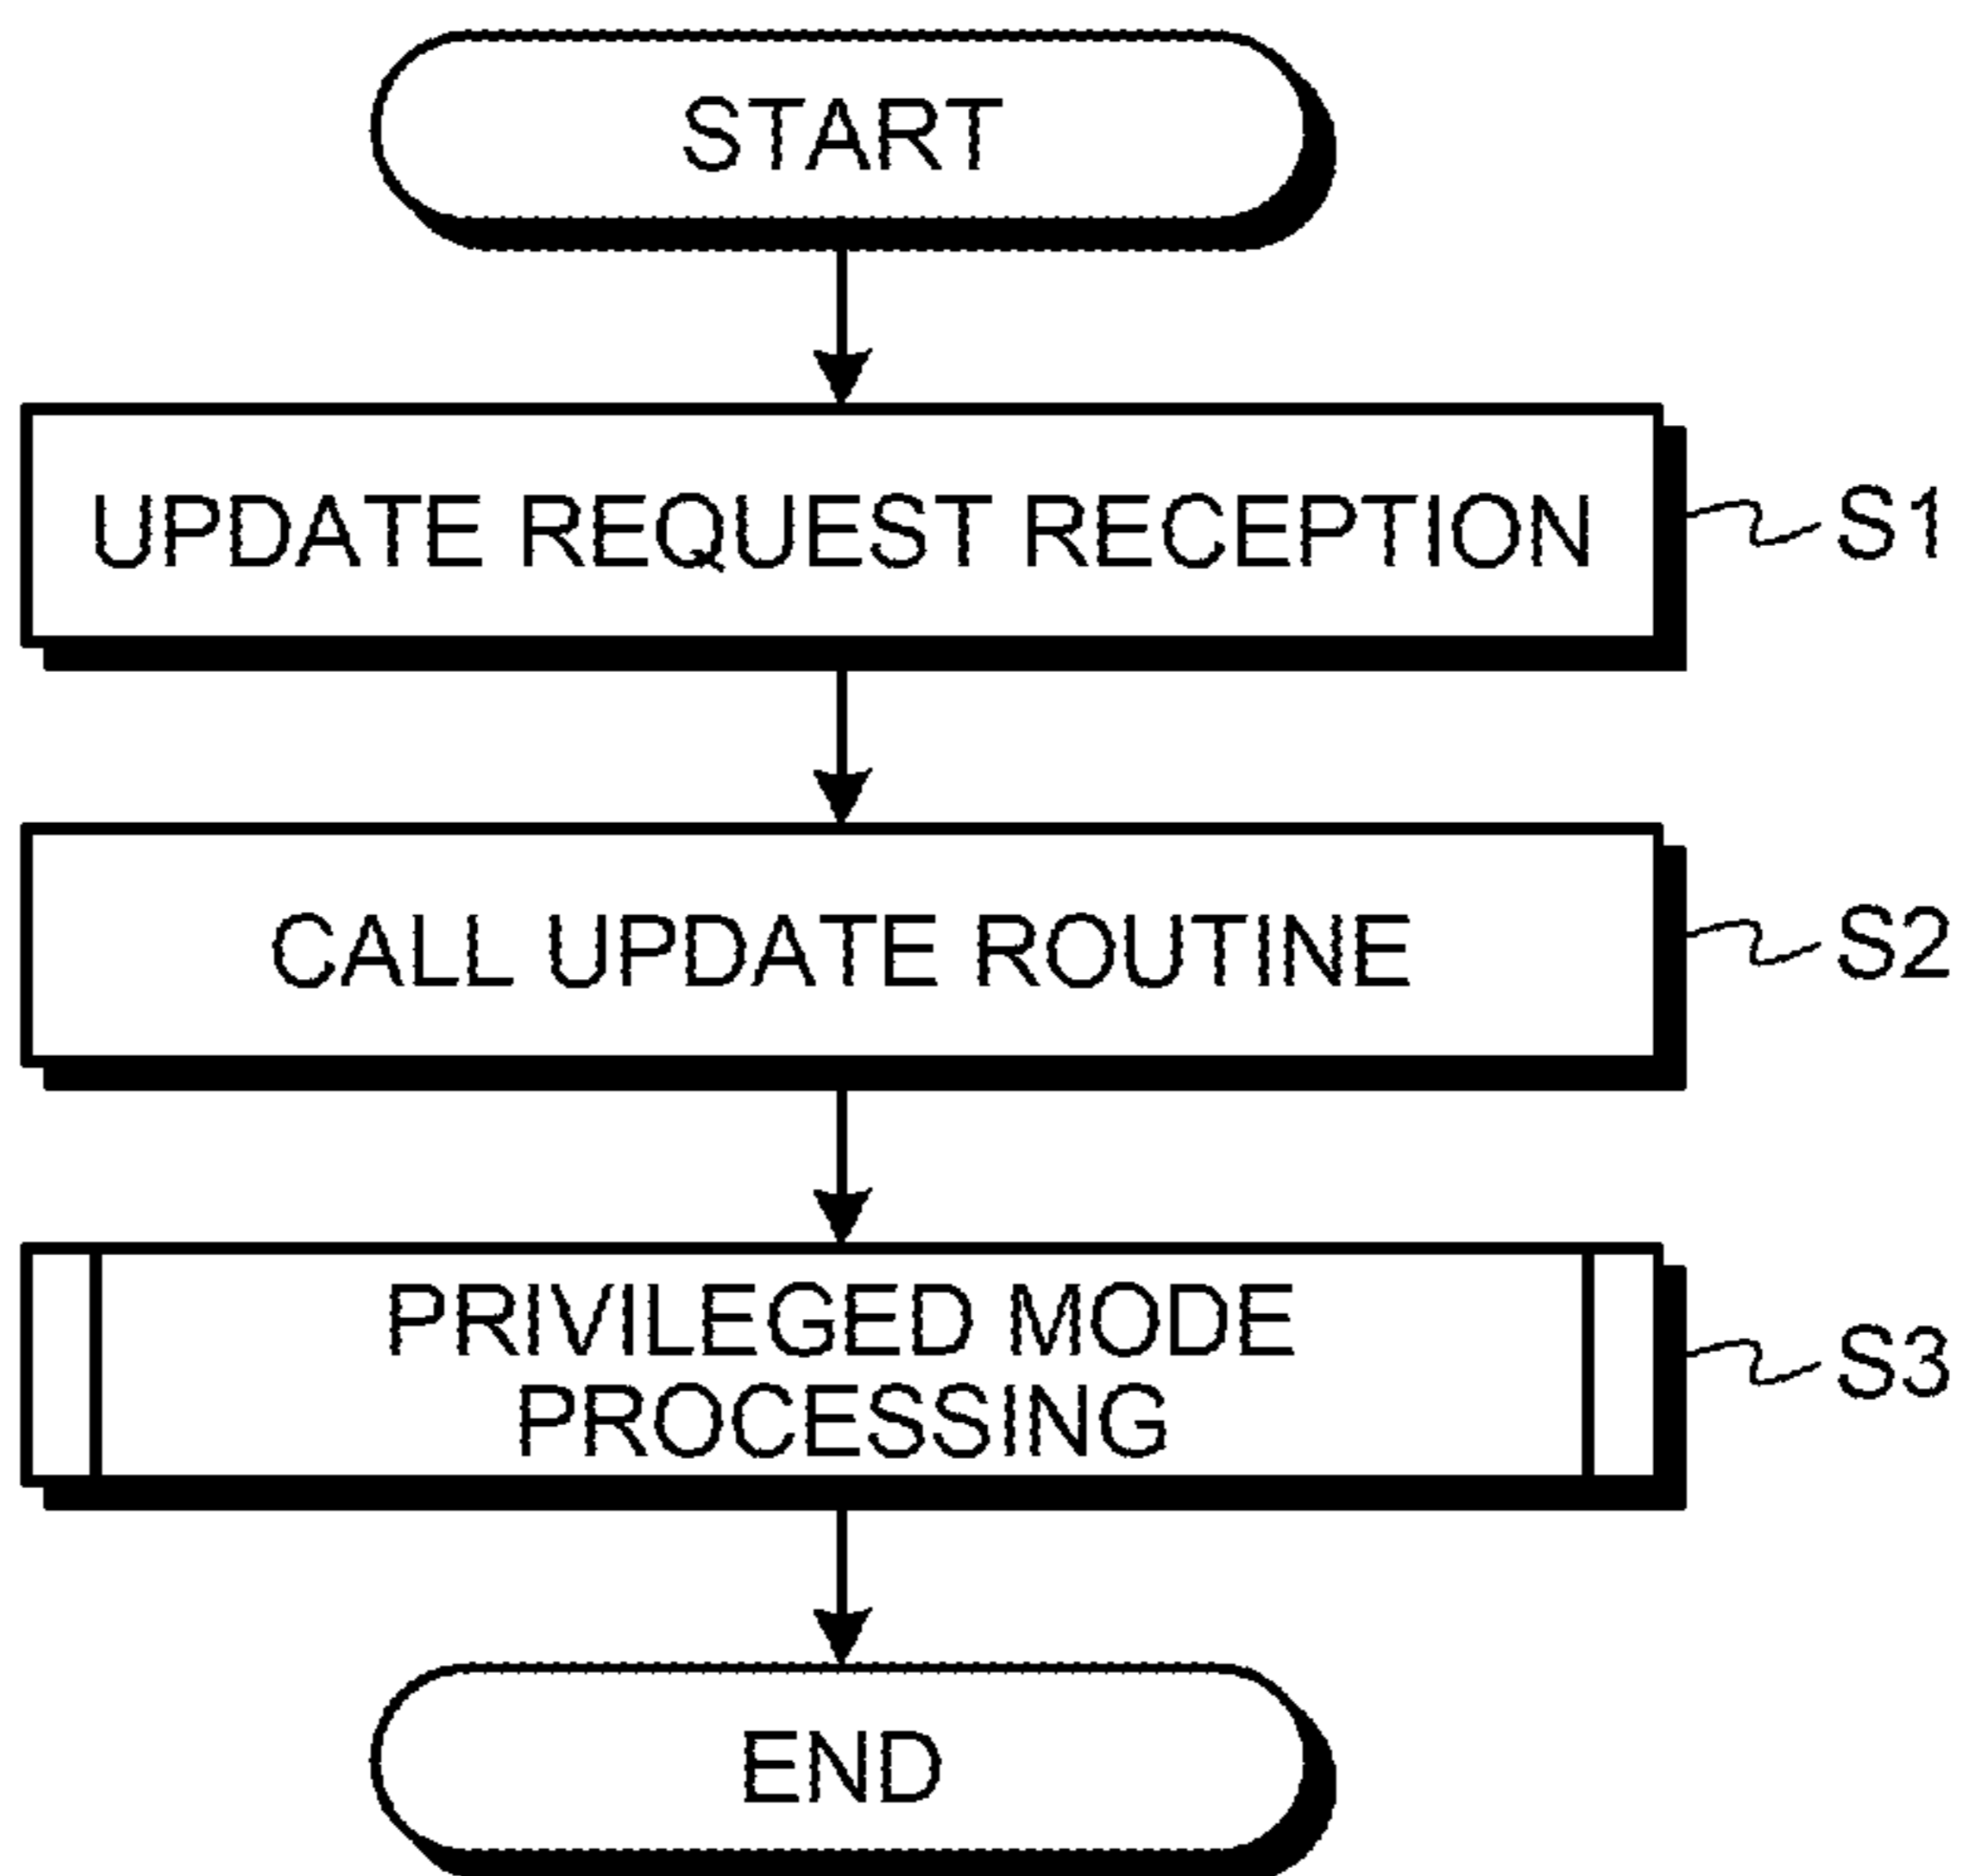 START
UPDATE REQUEST RECEPTION
S1
CALL UPDATE ROUTINE
S2
PRIVILEGED MODE
PROCESSING
S3
END